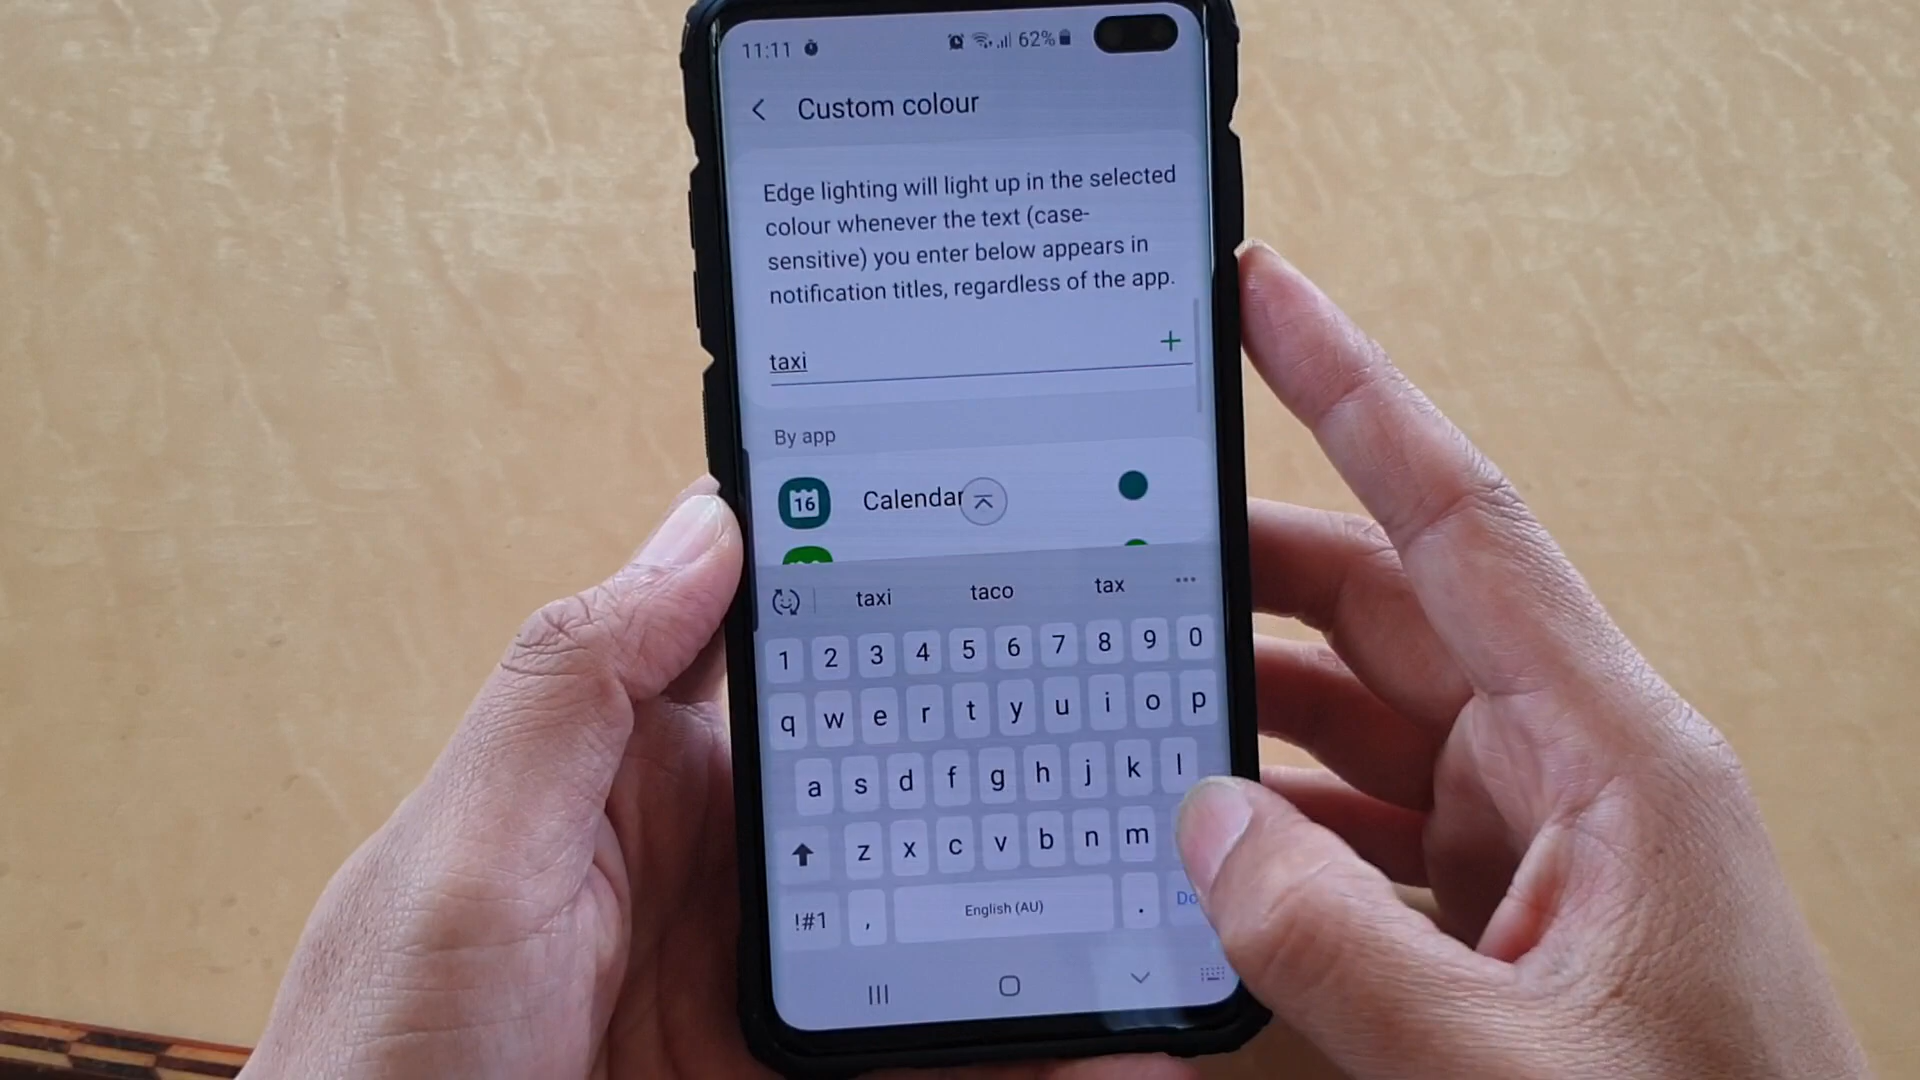 11:11 62%
Custom colour
Edge lighting will light up in the selected
colour whenever the text (case-
sensitive) you enter below appears in
notification titles, regardless of the app.
taxi +
By app
16 Calendar
taxi taco tax ...
1 2 3 4 5 6 7 8 9 0
q w e r t y u i o p
a s d f g h j k l
z x c v b n m
!#1 , English (AU) . Do